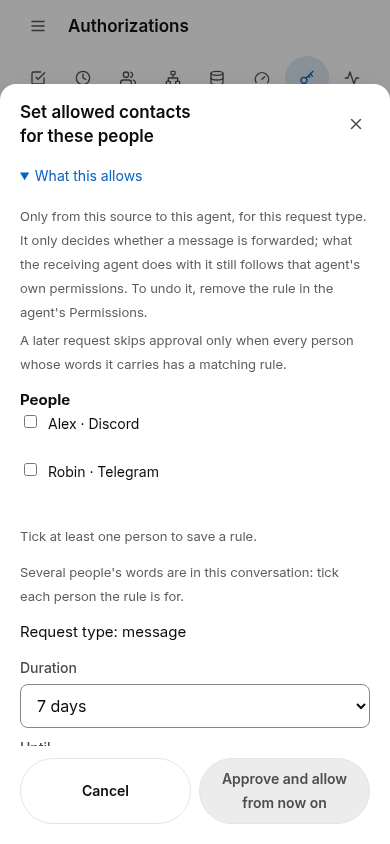 Authorizations
Set allowed contacts
for these people
▼ What this allows
Only from this source to this agent, for this request type.
It only decides whether a message is forwarded; what
the receiving agent does with it still follows that agent's
own permissions. To undo it, remove the rule in the
agent's Permissions.
A later request skips approval only when every person
whose words it carries has a matching rule.
People
Alex · Discord
Robin · Telegram
Tick at least one person to save a rule.
Several people's words are in this conversation: tick
each person the rule is for.
Request type: message
Duration
7 days
Until
Cancel
Approve and allow
from now on